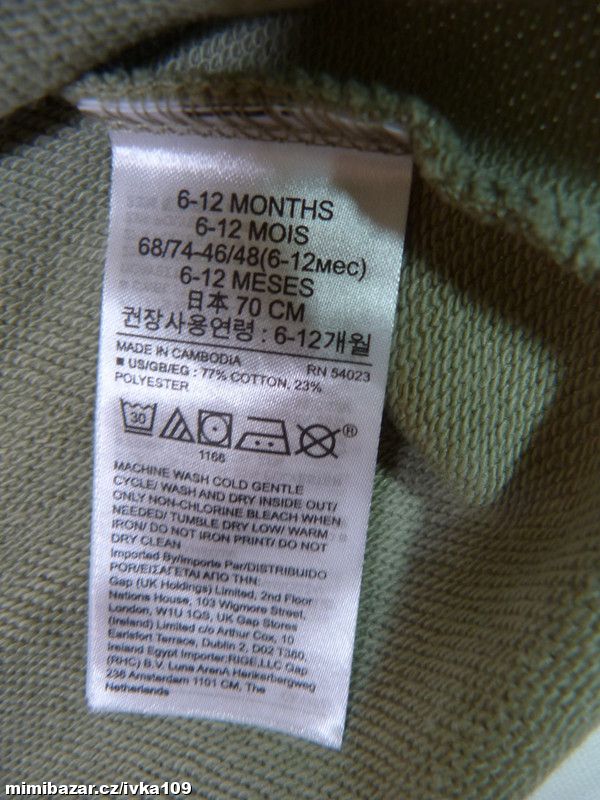 6-12 MONTHS
6-12 MOIS
68/74-46/48(6-12мес)
6-12 MESES
日本 70 CM
권장사용연령 : 6-12개월
MADE IN CAMBODIA RN 54023
■ US/GB/EG : 77% COTTON, 23%
POLYESTER
30
®
1166
MACHINE WASH COLD GENTLE
CYCLE/ WASH AND DRY INSIDE OUT/
ONLY NON-CHLORINE BLEACH WHEN
NEEDED/ TUMBLE DRY LOW/ WARM
IRON/ DO NOT IRON PRINT/ DO NOT
DRY CLEAN
Imported By/Importe Par/DISTRIBUIDO
POR/ΕΙΣΑΓΕΤΑΙ ΑΠΟ ΤΗΝ:
Gap (UK Holdings) Limited, 2nd Floor
Nations House, 103 Wigmore Street,
London, W1U 1QS, UK Gap Stores
(Ireland) Limited c/o Arthur Cox, 10
Earlsfort Terrace, Dublin 2, D02 T380,
Ireland Egypt Importer:RIGE,LLC Gap
(RHC) B.V. Luna ArenA Herikerbergweg
238 Amsterdam 1101 CM, The
Netherlands
mimibazar.cz/ivka109